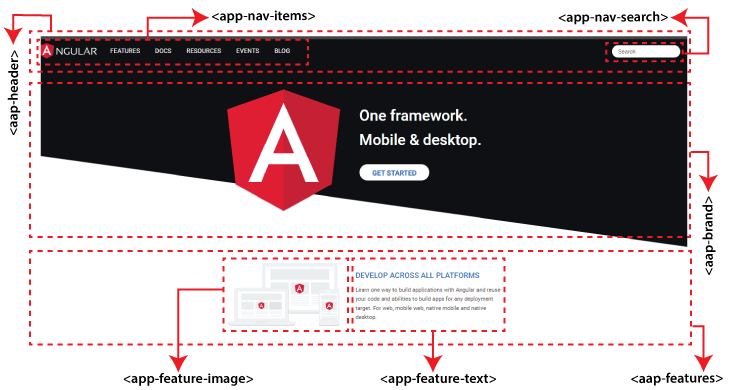 <app-nav-items>
<app-nav-search>
<aap-header>
NGULAR FEATURES DOCS RESOURCES EVENTS BLOG
Search
A
One framework.
Mobile & desktop.
GET STARTED
<aap-brand>
DEVELOP ACROSS ALL PLATFORMS
Learn one way to build applications with Angular and reuse
your code and abilities to build apps for any deployment
target. For web, mobile web, native mobile and native
desktop.
<app-feature-image>
<app-feature-text>
<aap-features>